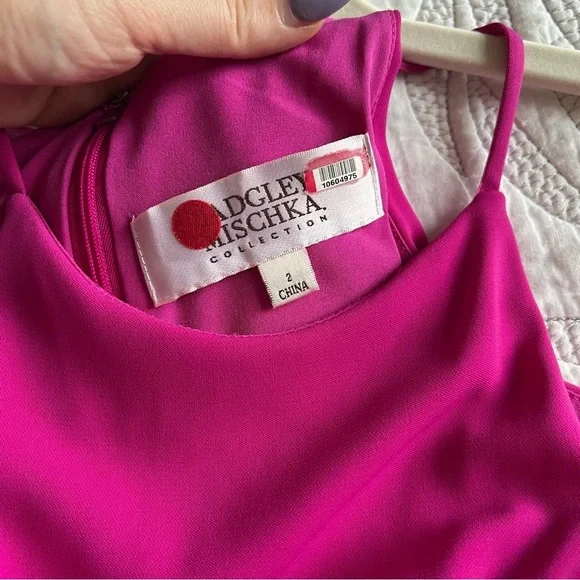 ADGLEY
MISCHKA.
COLLECTION
10604975
2
CHINA